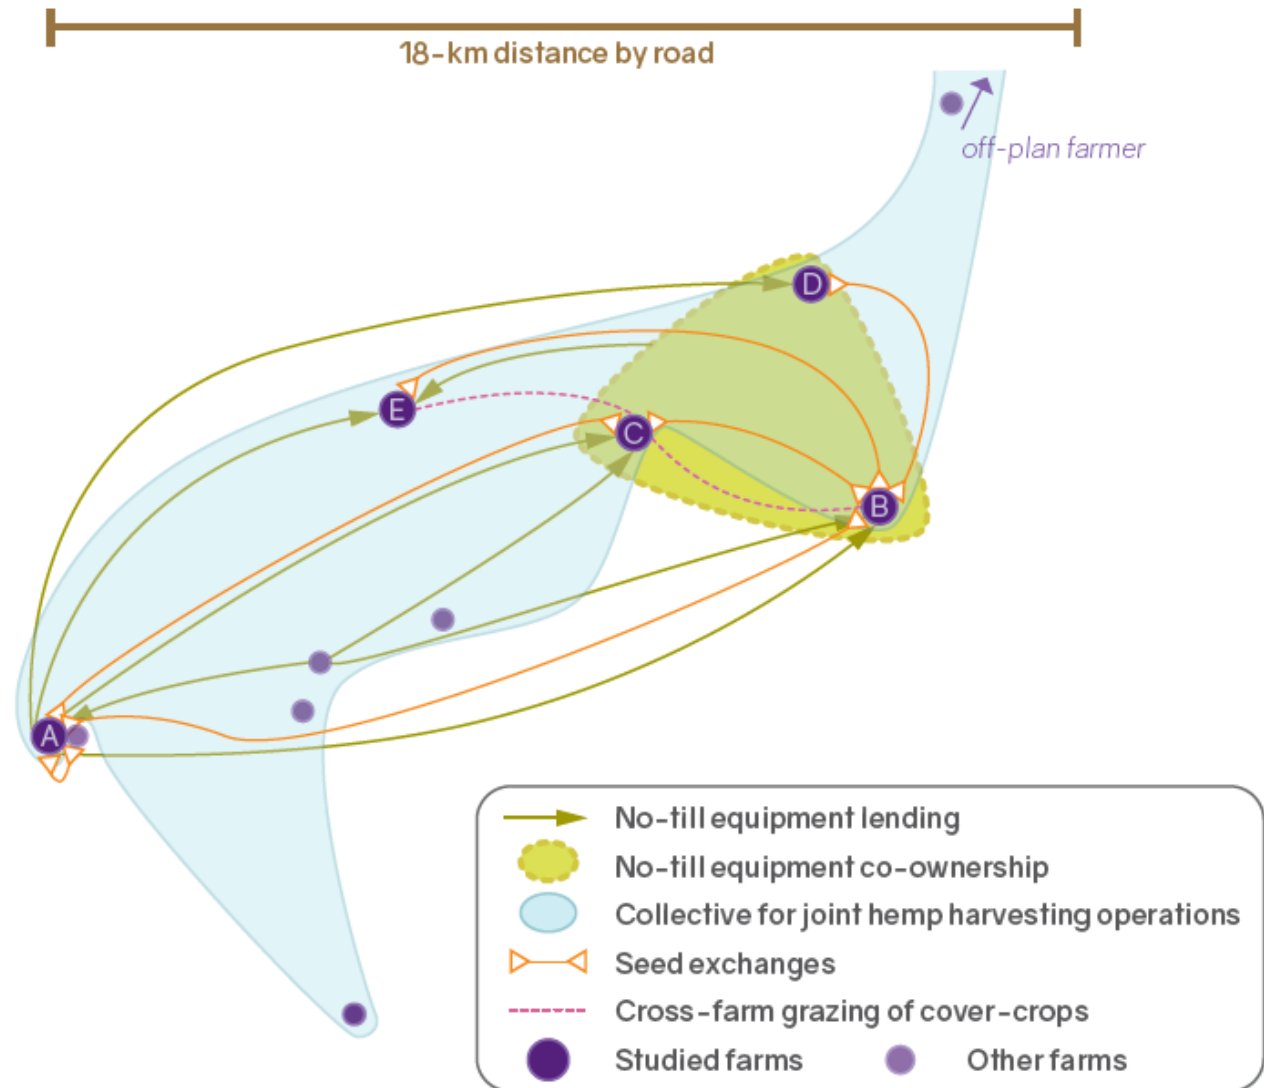 18-km distance by road
off-plan farmer
D
E
C
B
A
No-till equipment lending
No-till equipment co-ownership
Collective for joint hemp harvesting operations
Seed exchanges
Cross-farm grazing of cover-crops
Studied farms Other farms